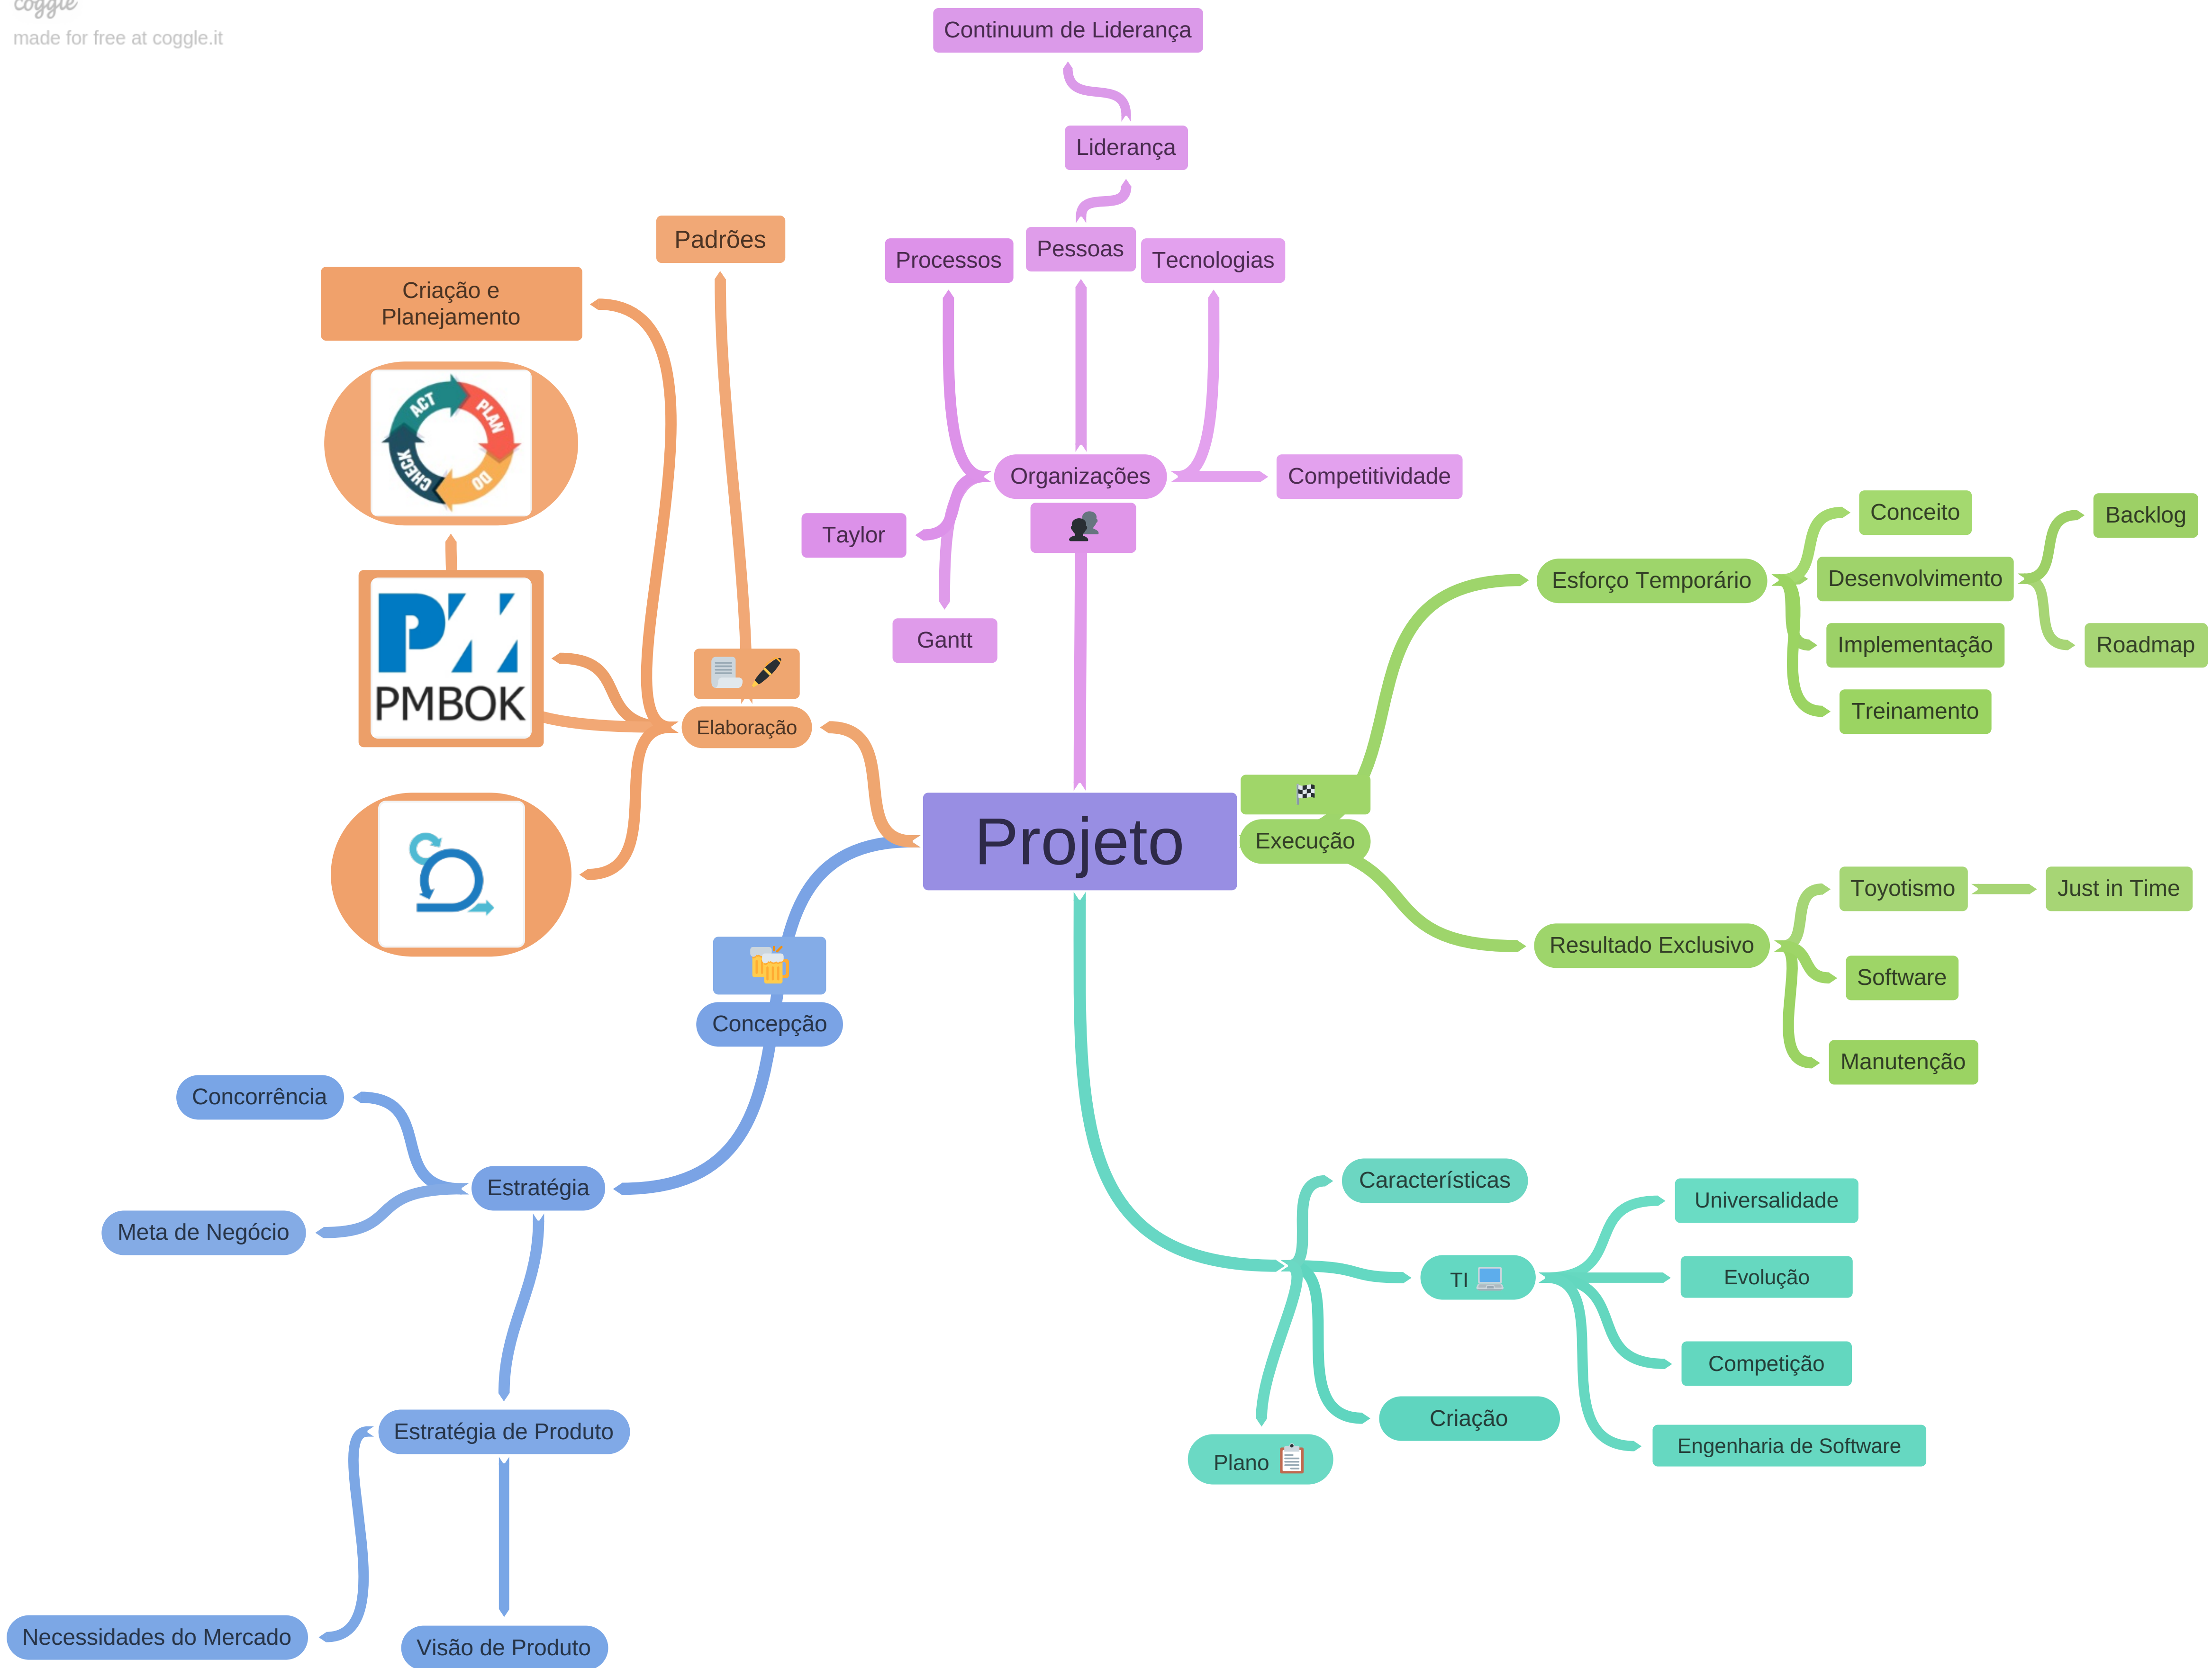 coggle
made for free at coggle.it
Continuum de Liderança
Liderança
Processos
Pessoas
Tecnologias
Organizações
Competitividade
Taylor
Gantt
Padrões
Criação e
Planejamento
ACT
PLAN
DO
CHECK
PM
PMBOK
Elaboração
Projeto
Execução
Esforço Temporário
Conceito
Desenvolvimento
Backlog
Roadmap
Implementação
Treinamento
Resultado Exclusivo
Toyotismo
Just in Time
Software
Manutenção
Concepção
Concorrência
Estratégia
Meta de Negócio
Estratégia de Produto
Necessidades do Mercado
Visão de Produto
Características
TI
Universalidade
Evolução
Competição
Engenharia de Software
Criação
Plano